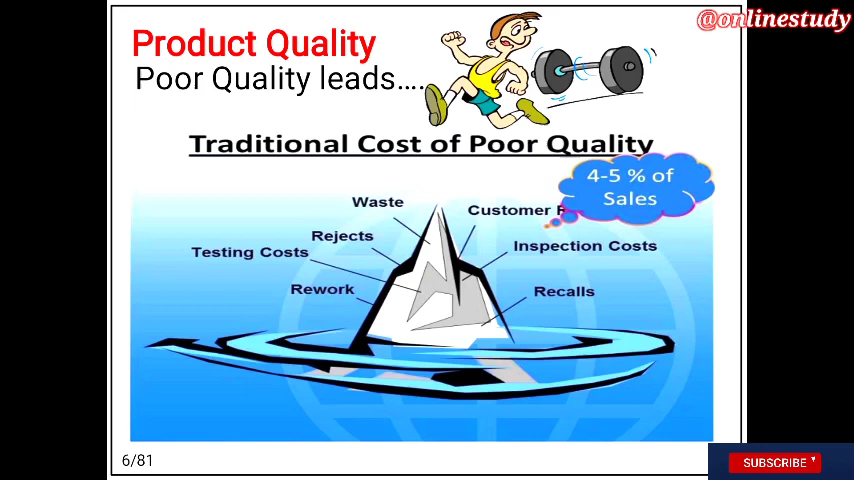 @onlinestudy
Product Quality
Poor Quality leads....
Traditional Cost of Poor Quality
4-5 % of
Sales
Waste
Customer
Rejects
Inspection Costs
Testing Costs
Rework
Recalls
6/81
SUBSCRIBE